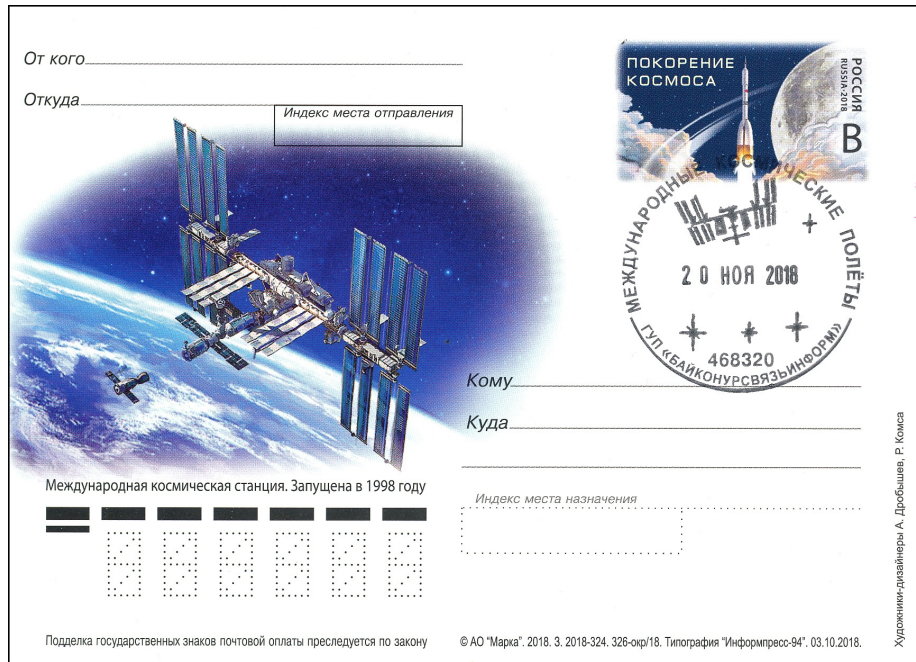 От кого
Откуда
Индекс места отправления
ПОКОРЕНИЕ
КОСМОСА
РОССИЯ
RUSSIA·2018
В
МЕЖДУНАРОДНЫЕ КОСМИЧЕСКИЕ ПОЛЁТЫ
20 НОЯ 2018
468320
ГУП «БАЙКОНУРСВЯЗЬИНФОРМ»
Кому
Куда
Международная космическая станция. Запущена в 1998 году
Индекс места назначения
Подделка государственных знаков почтовой оплаты преследуется по закону
© АО "Марка". 2018. З. 2018-324. 326-окр/18. Типография "Информпресс-94". 03.10.2018.
Художники-дизайнеры А. Дробышев, Р. Комса